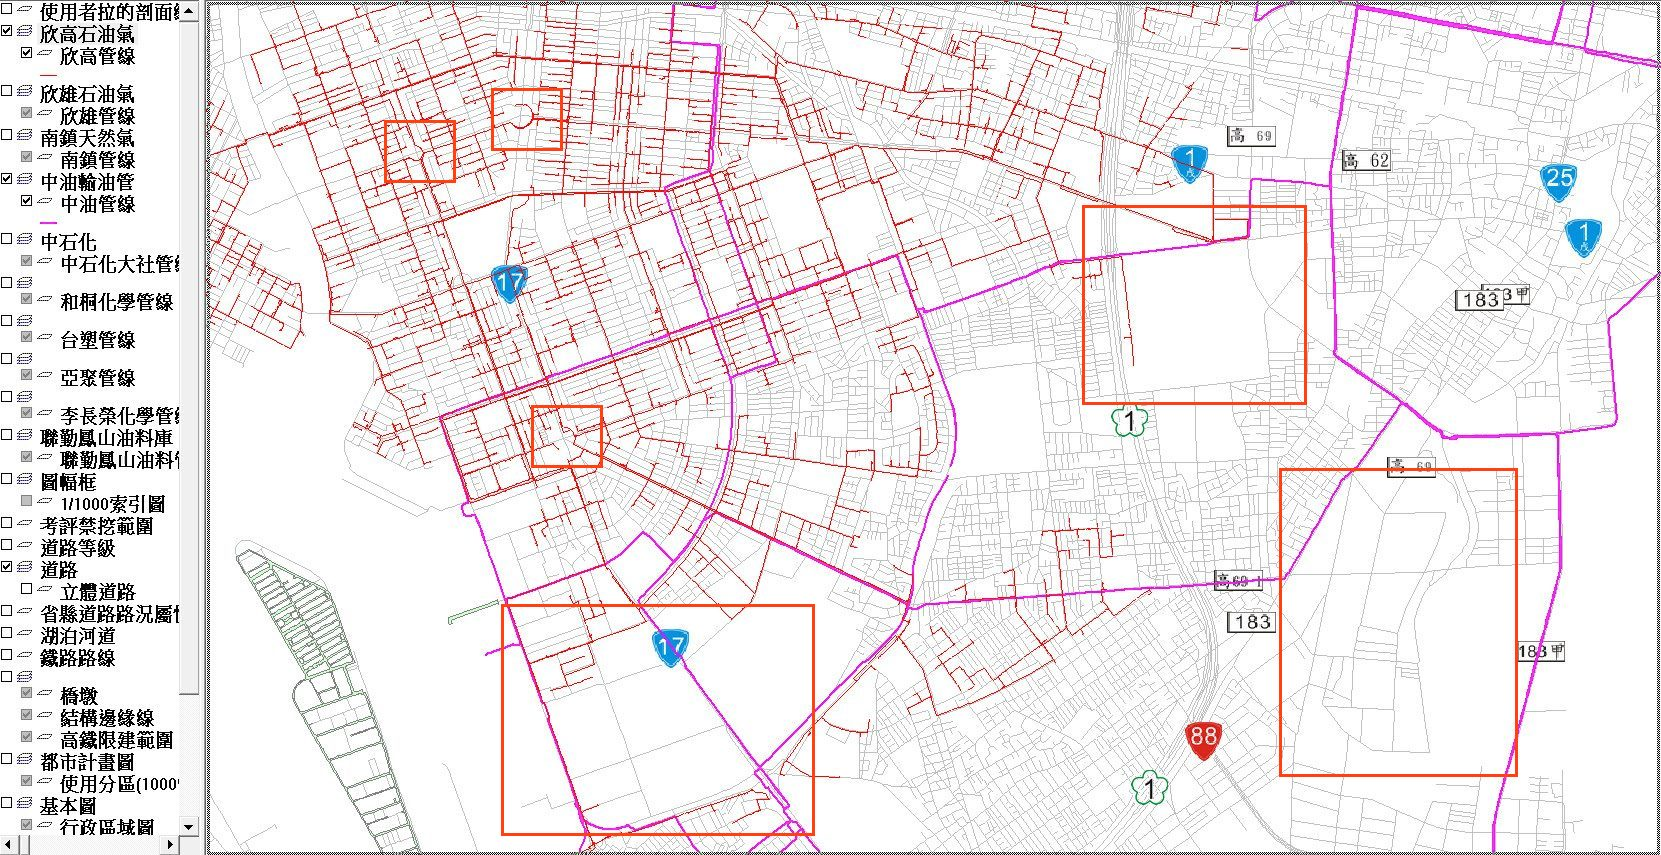 使用者拉的剖面
欣高石油氣
欣高管線
欣雄石油氣
欣雄管線
南鎮天然氣
南鎮管線
中油輸油管
中油管線
中石化
中石化大社管
和桐化學管線
台塑管線
亞聚管線
李長榮化學管
聯勤鳳山油料庫
聯勤鳳山油料
圖幅框
1/1000索引圖
考評禁挖範圍
道路等級
道路
立體道路
省縣道路路況屬
湖泊河道
鐵路路線
橋墩
結構邊緣線
高鐵限建範圍
都市計畫圖
使用分區(1000
基本圖
行政區域圖
高 69
1
戊
高 62
25
1
戊
17
183
183甲
1
高 69
高69-1
183
17
183甲
88
1